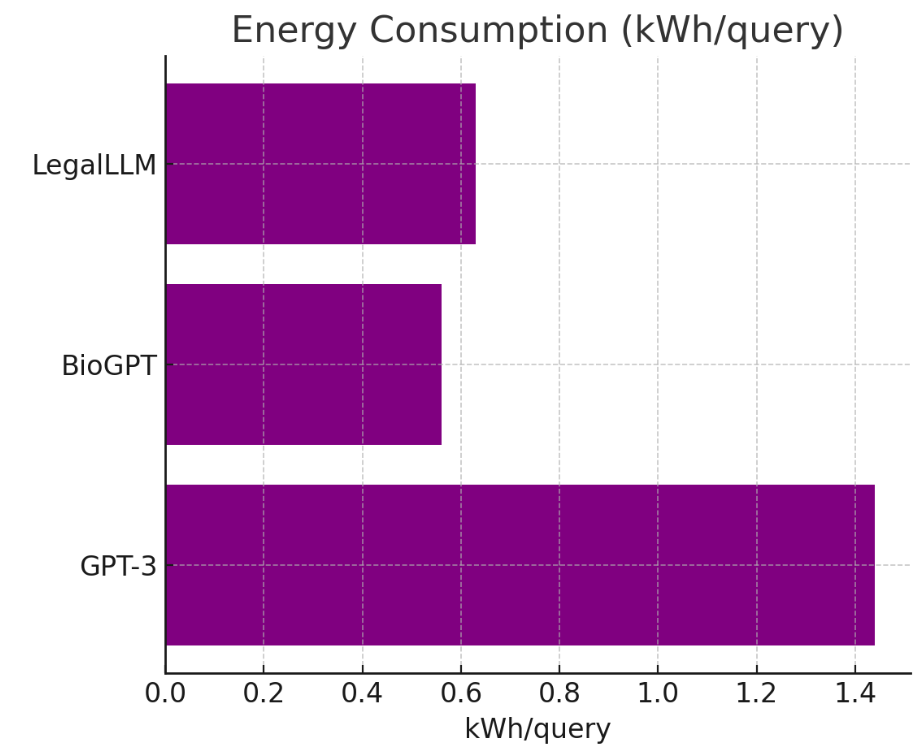 Energy Consumption (kWh/query)
LegalLLM
BioGPT
GPT-3
0.0 0.2 0.4 0.6 0.8 1.0 1.2 1.4
kWh/query